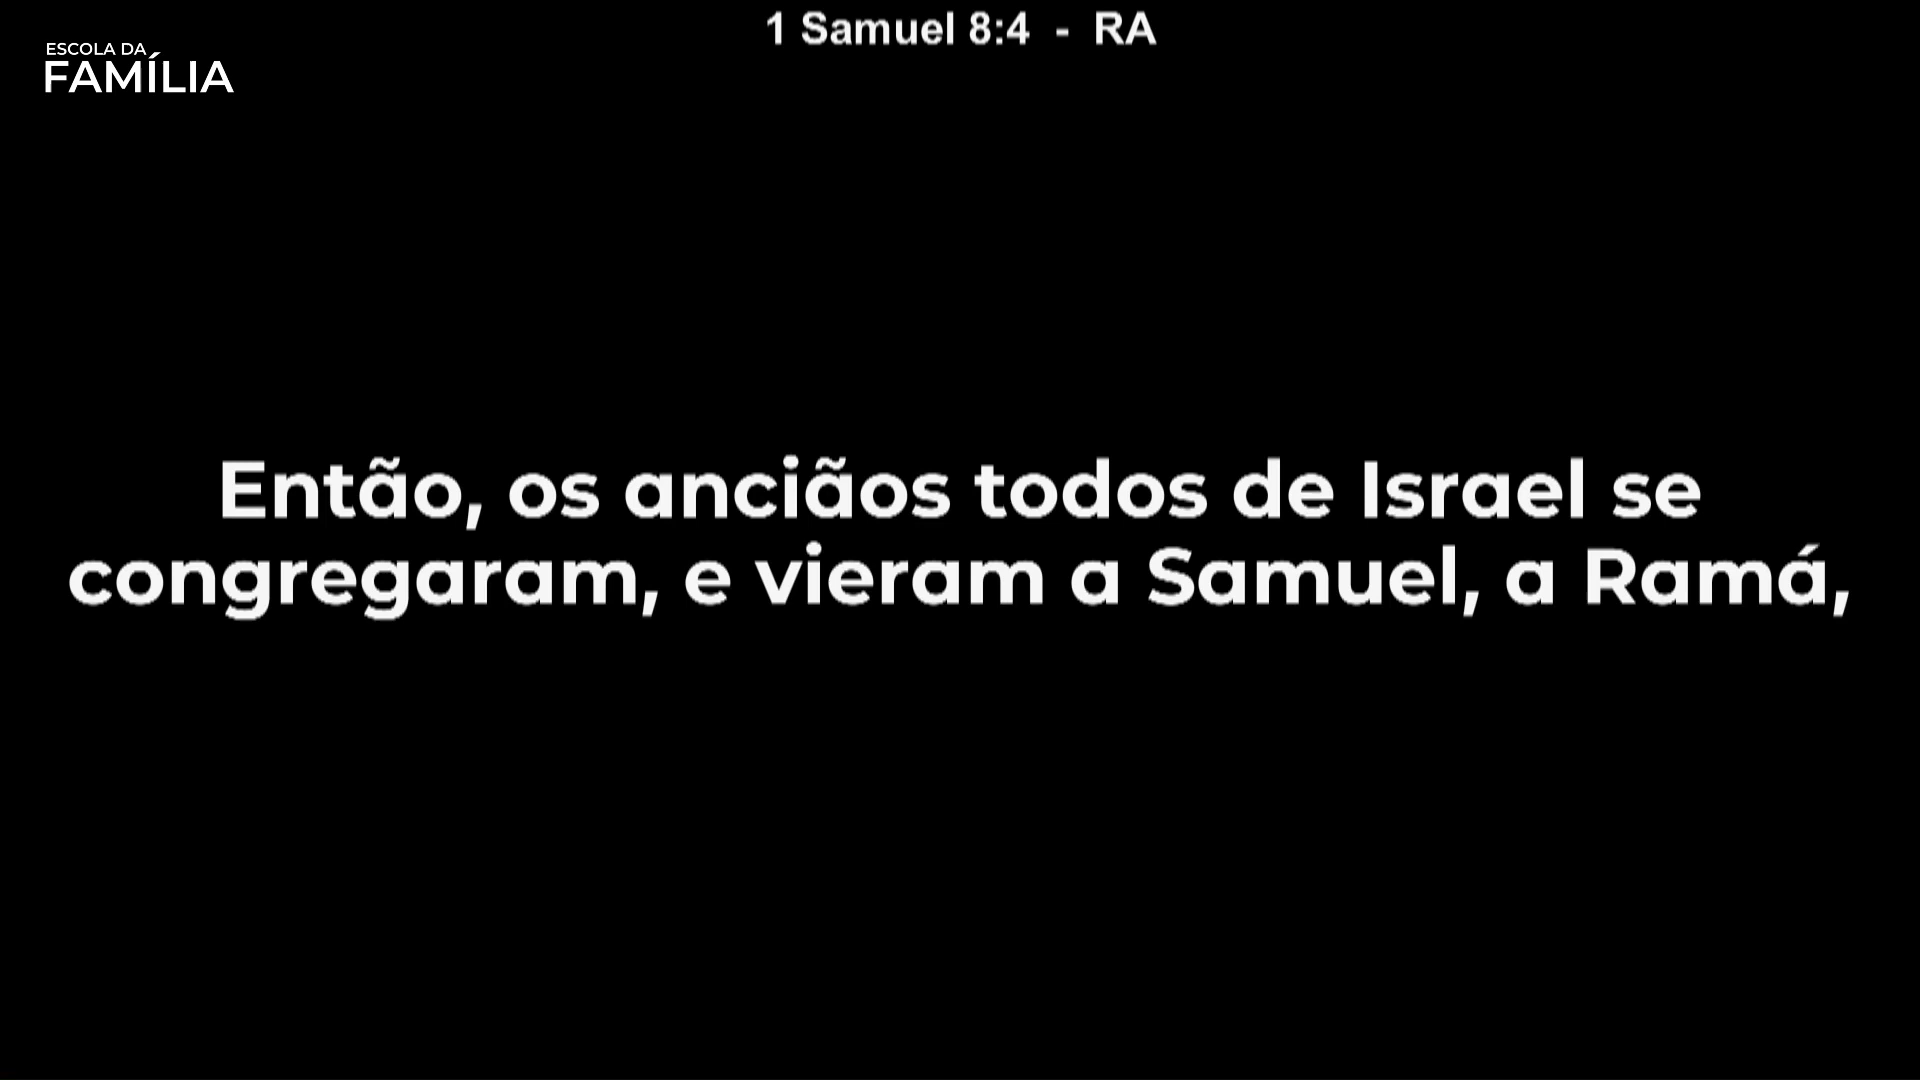 1 Samuel 8:4 - RA
ESCOLA DA
FAMÍLIA
Então, os anciãos todos de Israel se
congregaram, e vieram a Samuel, a Ramá,